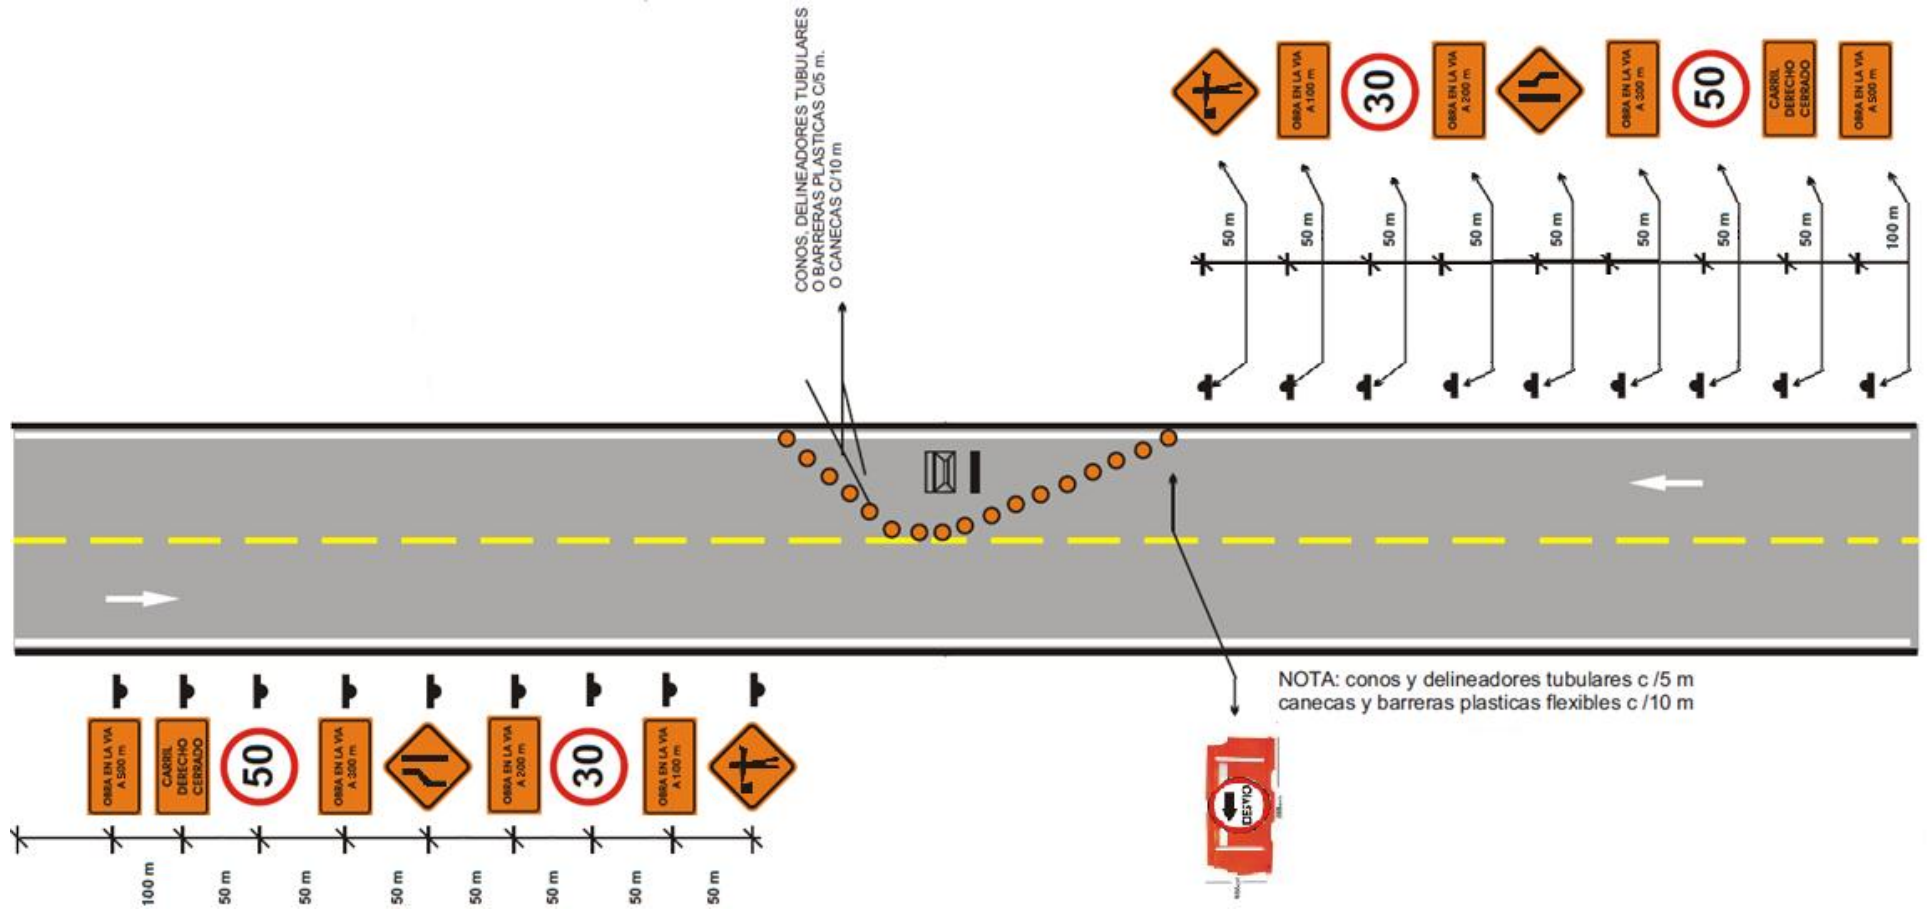 CONOS, DELINEADORES TUBULARES
O BARRERAS PLASTICAS C/5 m.
O CANECAS C/10 m
OBRA EN LA VIA
A 100 m
30
OBRA EN LA VIA
A 200 m
OBRA EN LA VIA
A 300 m
50
CARRIL
DERECHO
CERRADO
OBRA EN LA VIA
A 500 m
50 m
50 m
50 m
50 m
50 m
50 m
50 m
50 m
100 m
NOTA: conos y delineadores tubulares c /5 m
canecas y barreras plasticas flexibles c /10 m
OBRA EN LA VIA
A 500 m
CARRIL
DERECHO
CERRADO
50
OBRA EN LA VIA
A 300 m
OBRA EN LA VIA
A 200 m
30
OBRA EN LA VIA
A 100 m
DESVIO
100 m
50 m
50 m
50 m
50 m
50 m
50 m
50 m